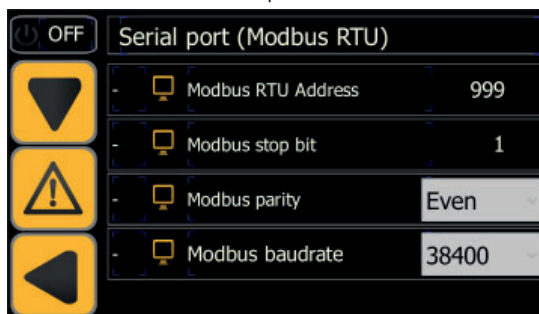 OFF Serial port (Modbus RTU)
- Modbus RTU Address 999
- Modbus stop bit 1
- Modbus parity Even
- Modbus baudrate 38400